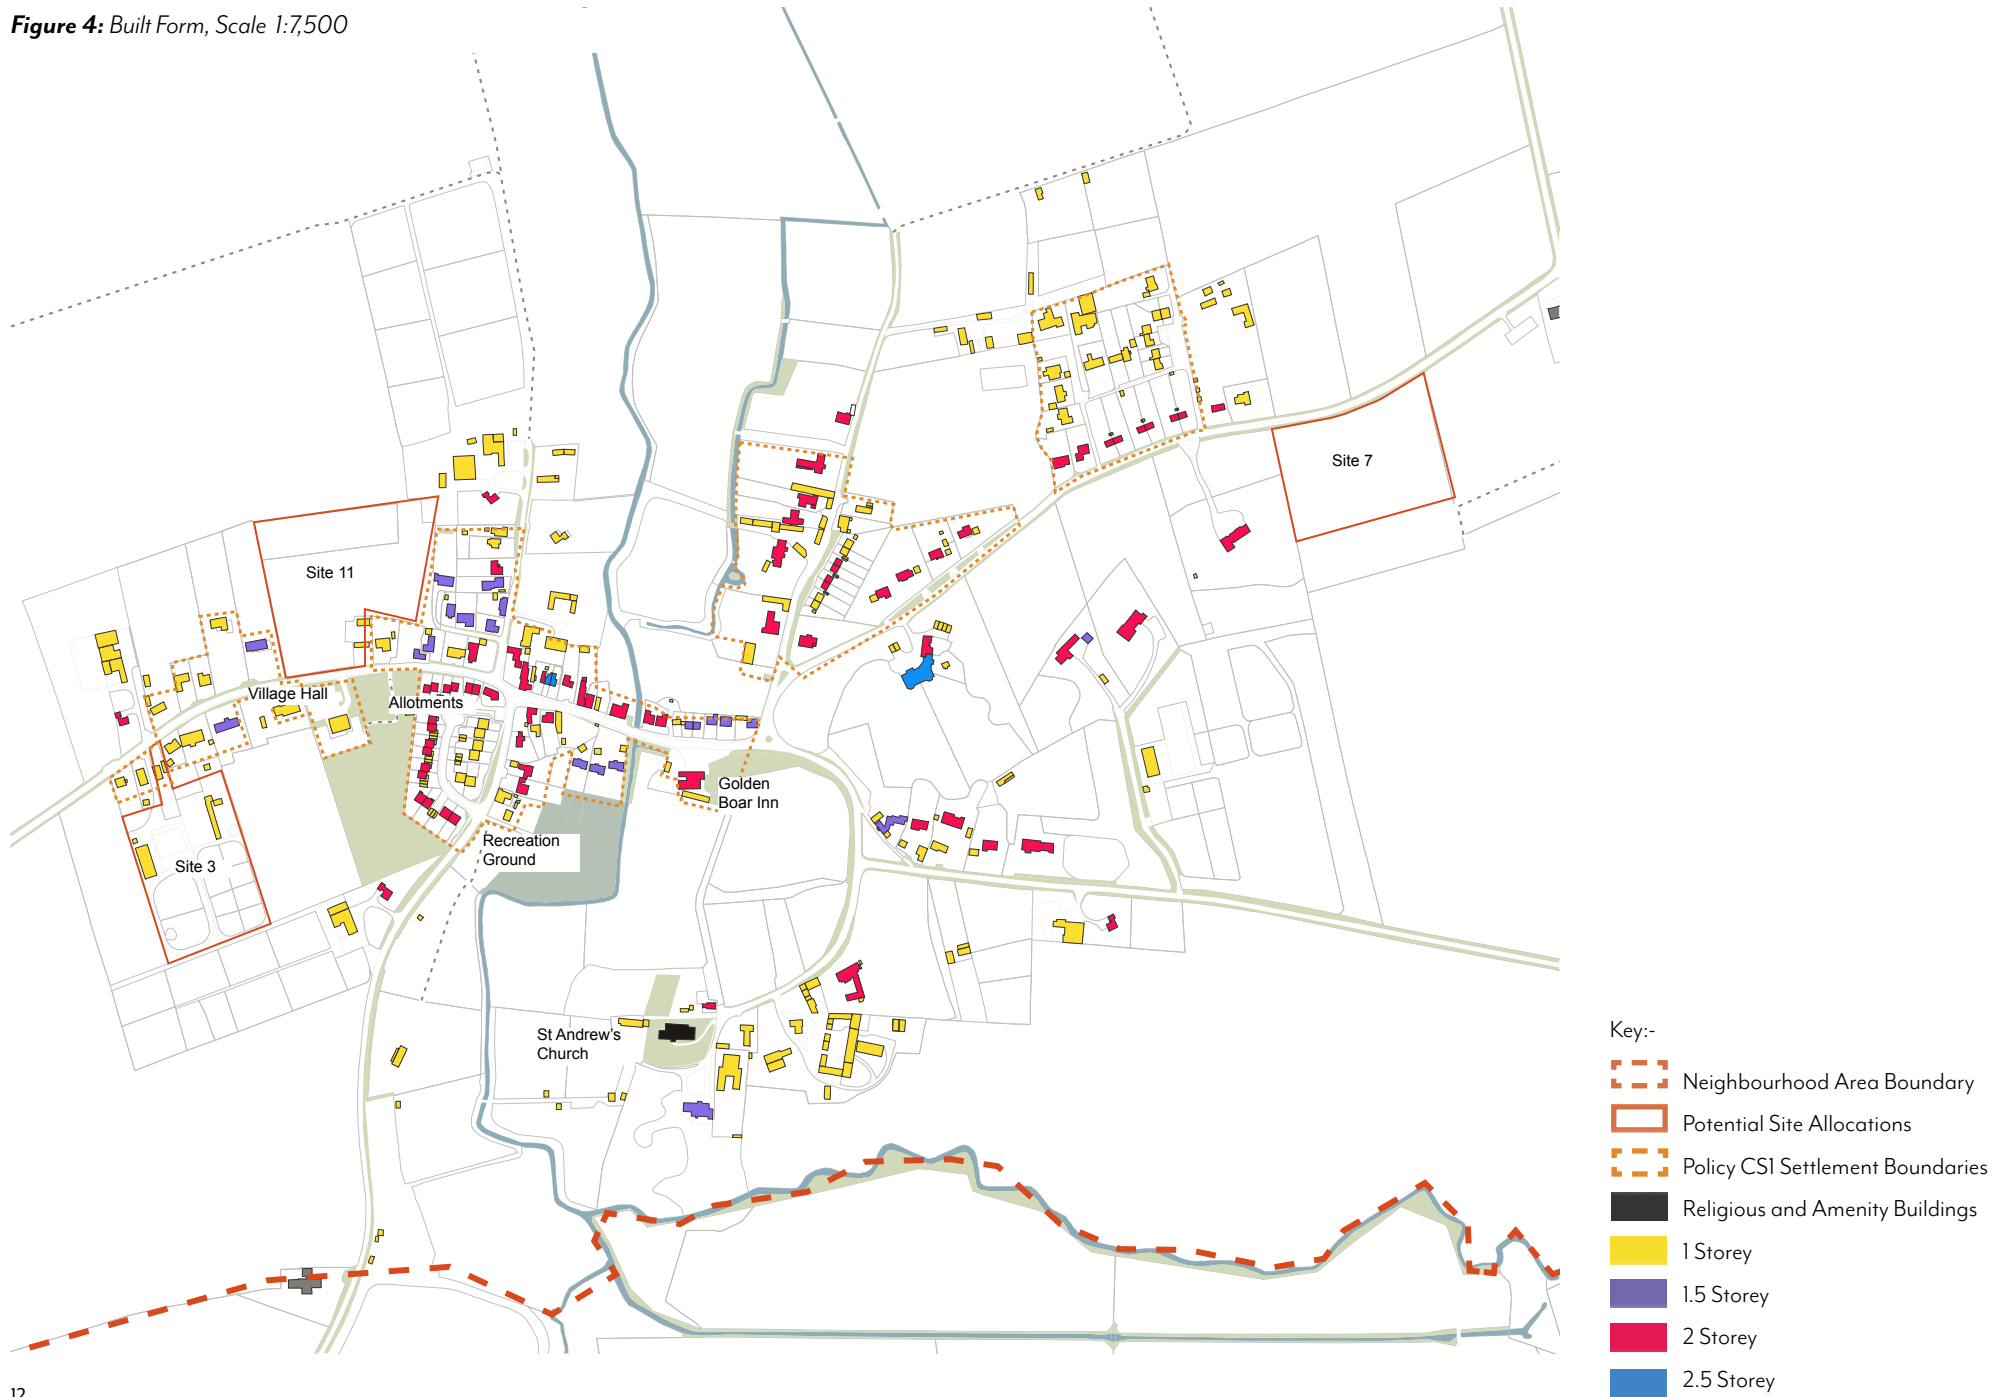 Figure 4: Built Form, Scale 1:7,500
Site 7
Site 11
Village Hall
Allotments
Golden
Boar Inn
Recreation
Ground
Site 3
St Andrew's
Church
Key:-
Neighbourhood Area Boundary
Potential Site Allocations
Policy CS1 Settlement Boundaries
Religious and Amenity Buildings
1 Storey
1.5 Storey
2 Storey
2.5 Storey
12